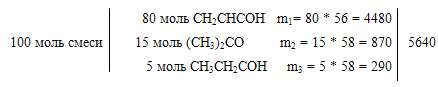 80 моль CH₂CHCOH m₁= 80 * 56 = 4480
100 моль смеси 15 моль (CH₃)₂CO m₂ = 15 * 58 = 870 5640
5 моль CH₃CH₂COH m₃ = 5 * 58 = 290